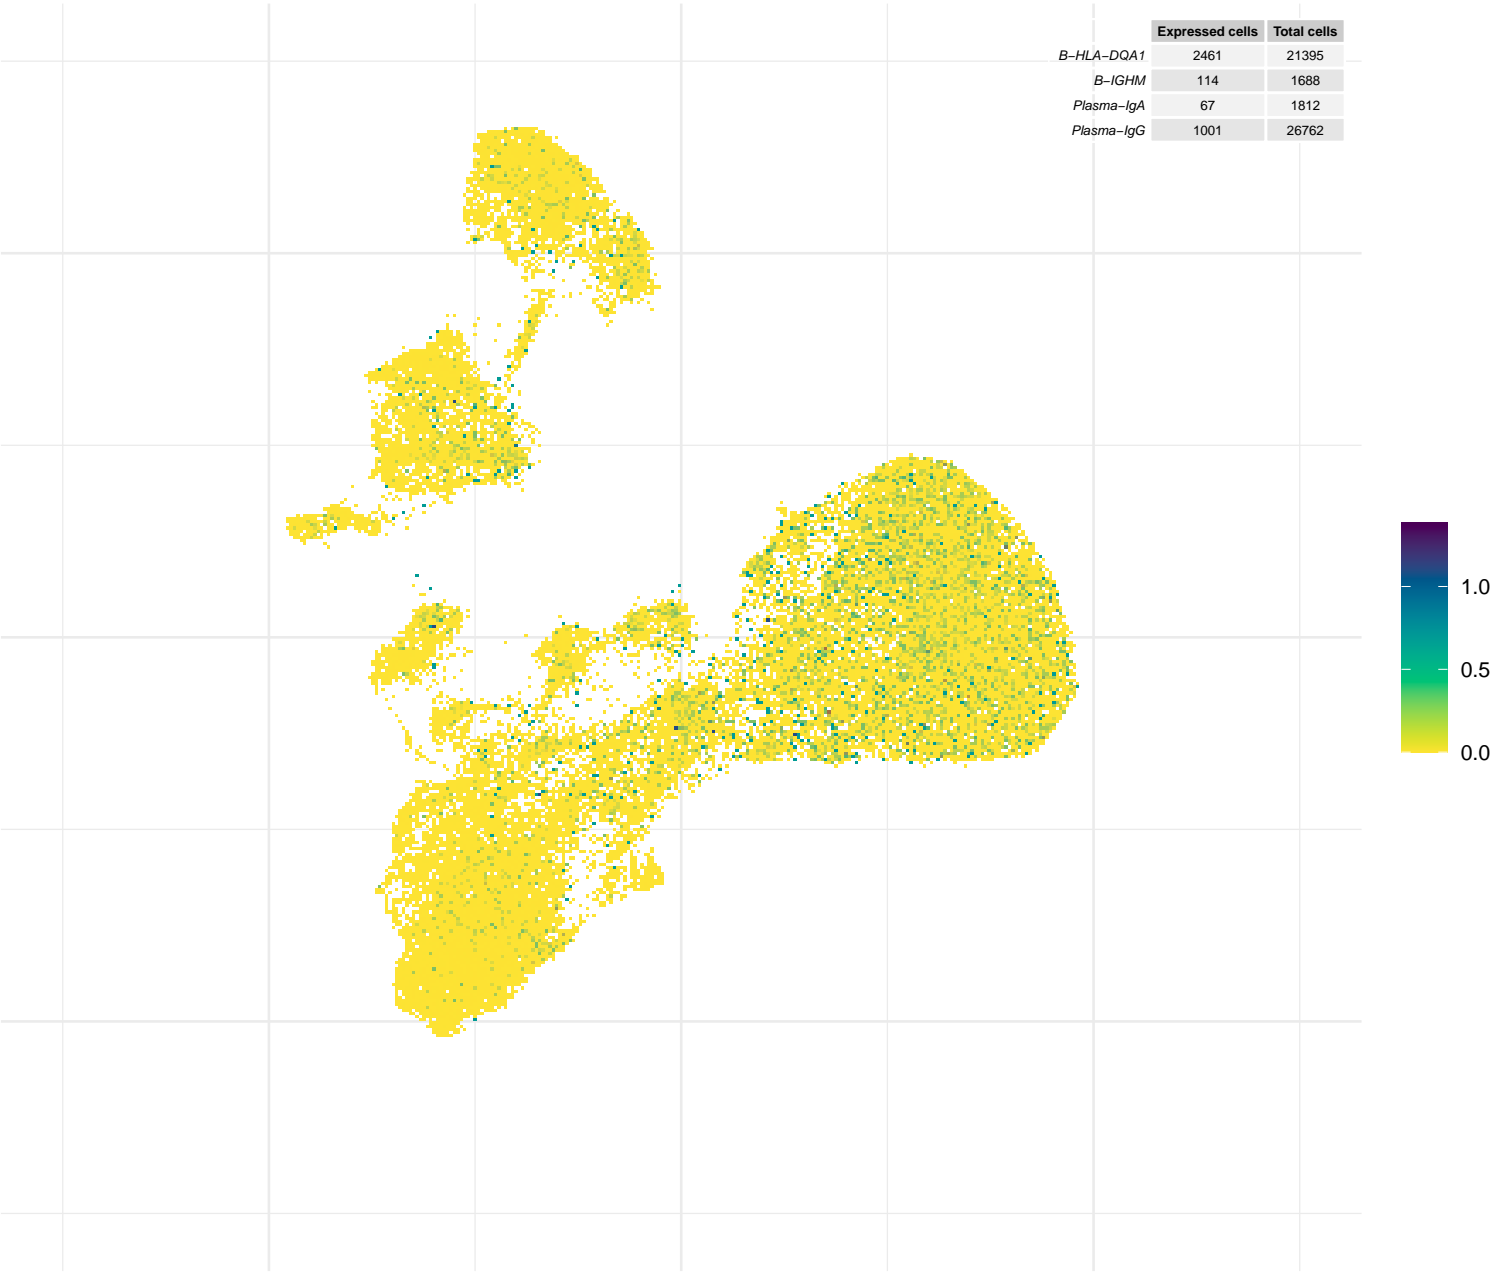 Expressed cells Total cells
B−HLA−DQA1 2461 21395
B−IGHM 114 1688
Plasma−IgA 67 1812
Plasma−IgG 1001 26762
1.0
0.5
0.0